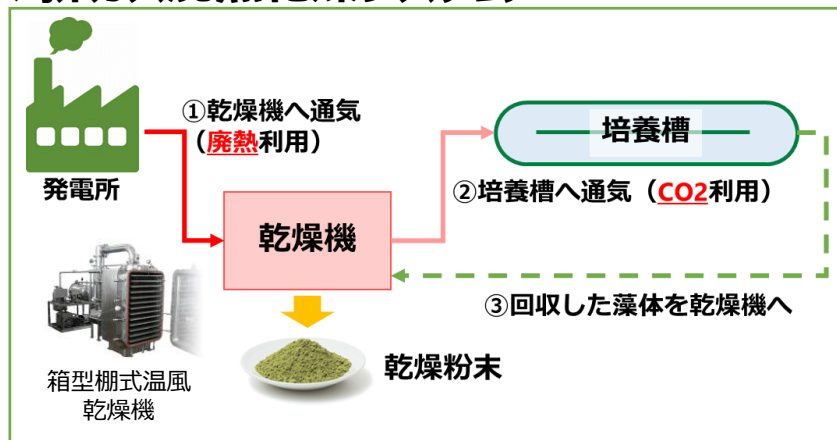 ①乾燥機へ通気
（廃熱利用）
発電所
培養槽
②培養槽へ通気（CO2利用）
乾燥機
③回収した藻体を乾燥機へ
乾燥粉末
箱型棚式温風
乾燥機